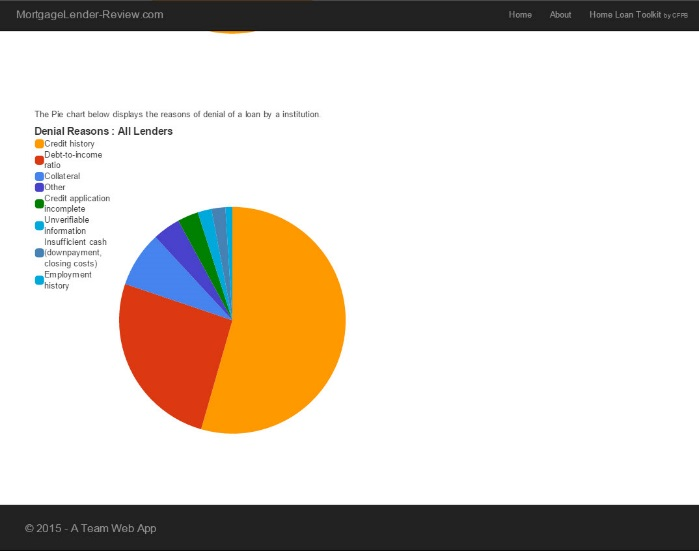 MortgageLender-Review.com
Home
About
Home Loan Toolkit by CFPB
The Pie chart below displays the reasons of denial of a loan by a institution.
Denial Reasons : All Lenders
Credit history
Debt-to-income
ratio
Collateral
Other
Credit application
incomplete
Unverifiable
information
Insufficient cash
(downpayment,
closing costs)
Employment
history
© 2015 - A Team Web App